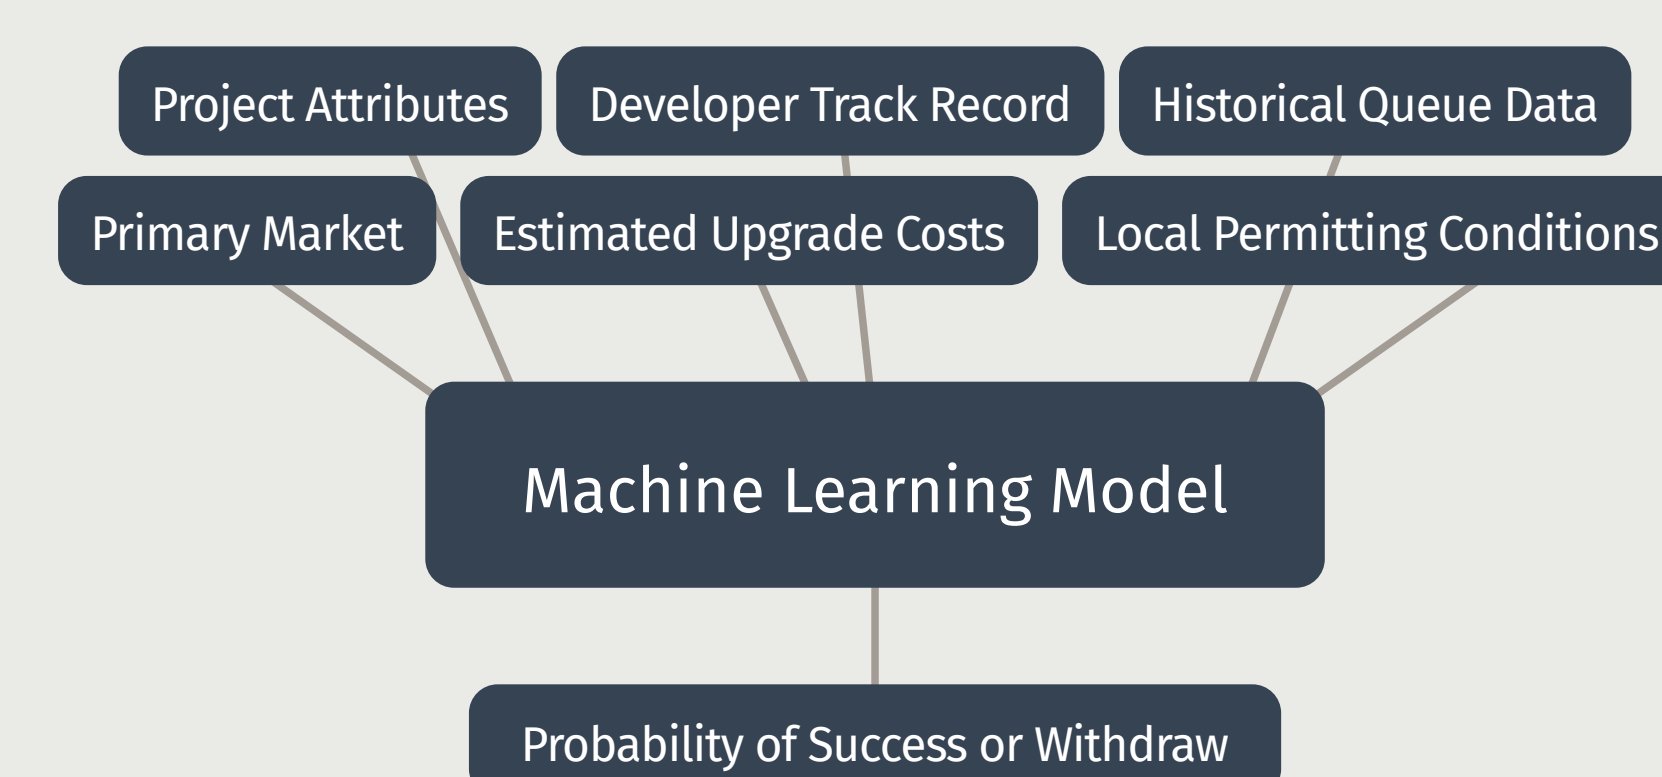 Project Attributes
Developer Track Record
Historical Queue Data
Primary Market
Estimated Upgrade Costs
Local Permitting Conditions
Machine Learning Model
Probability of Success or Withdraw